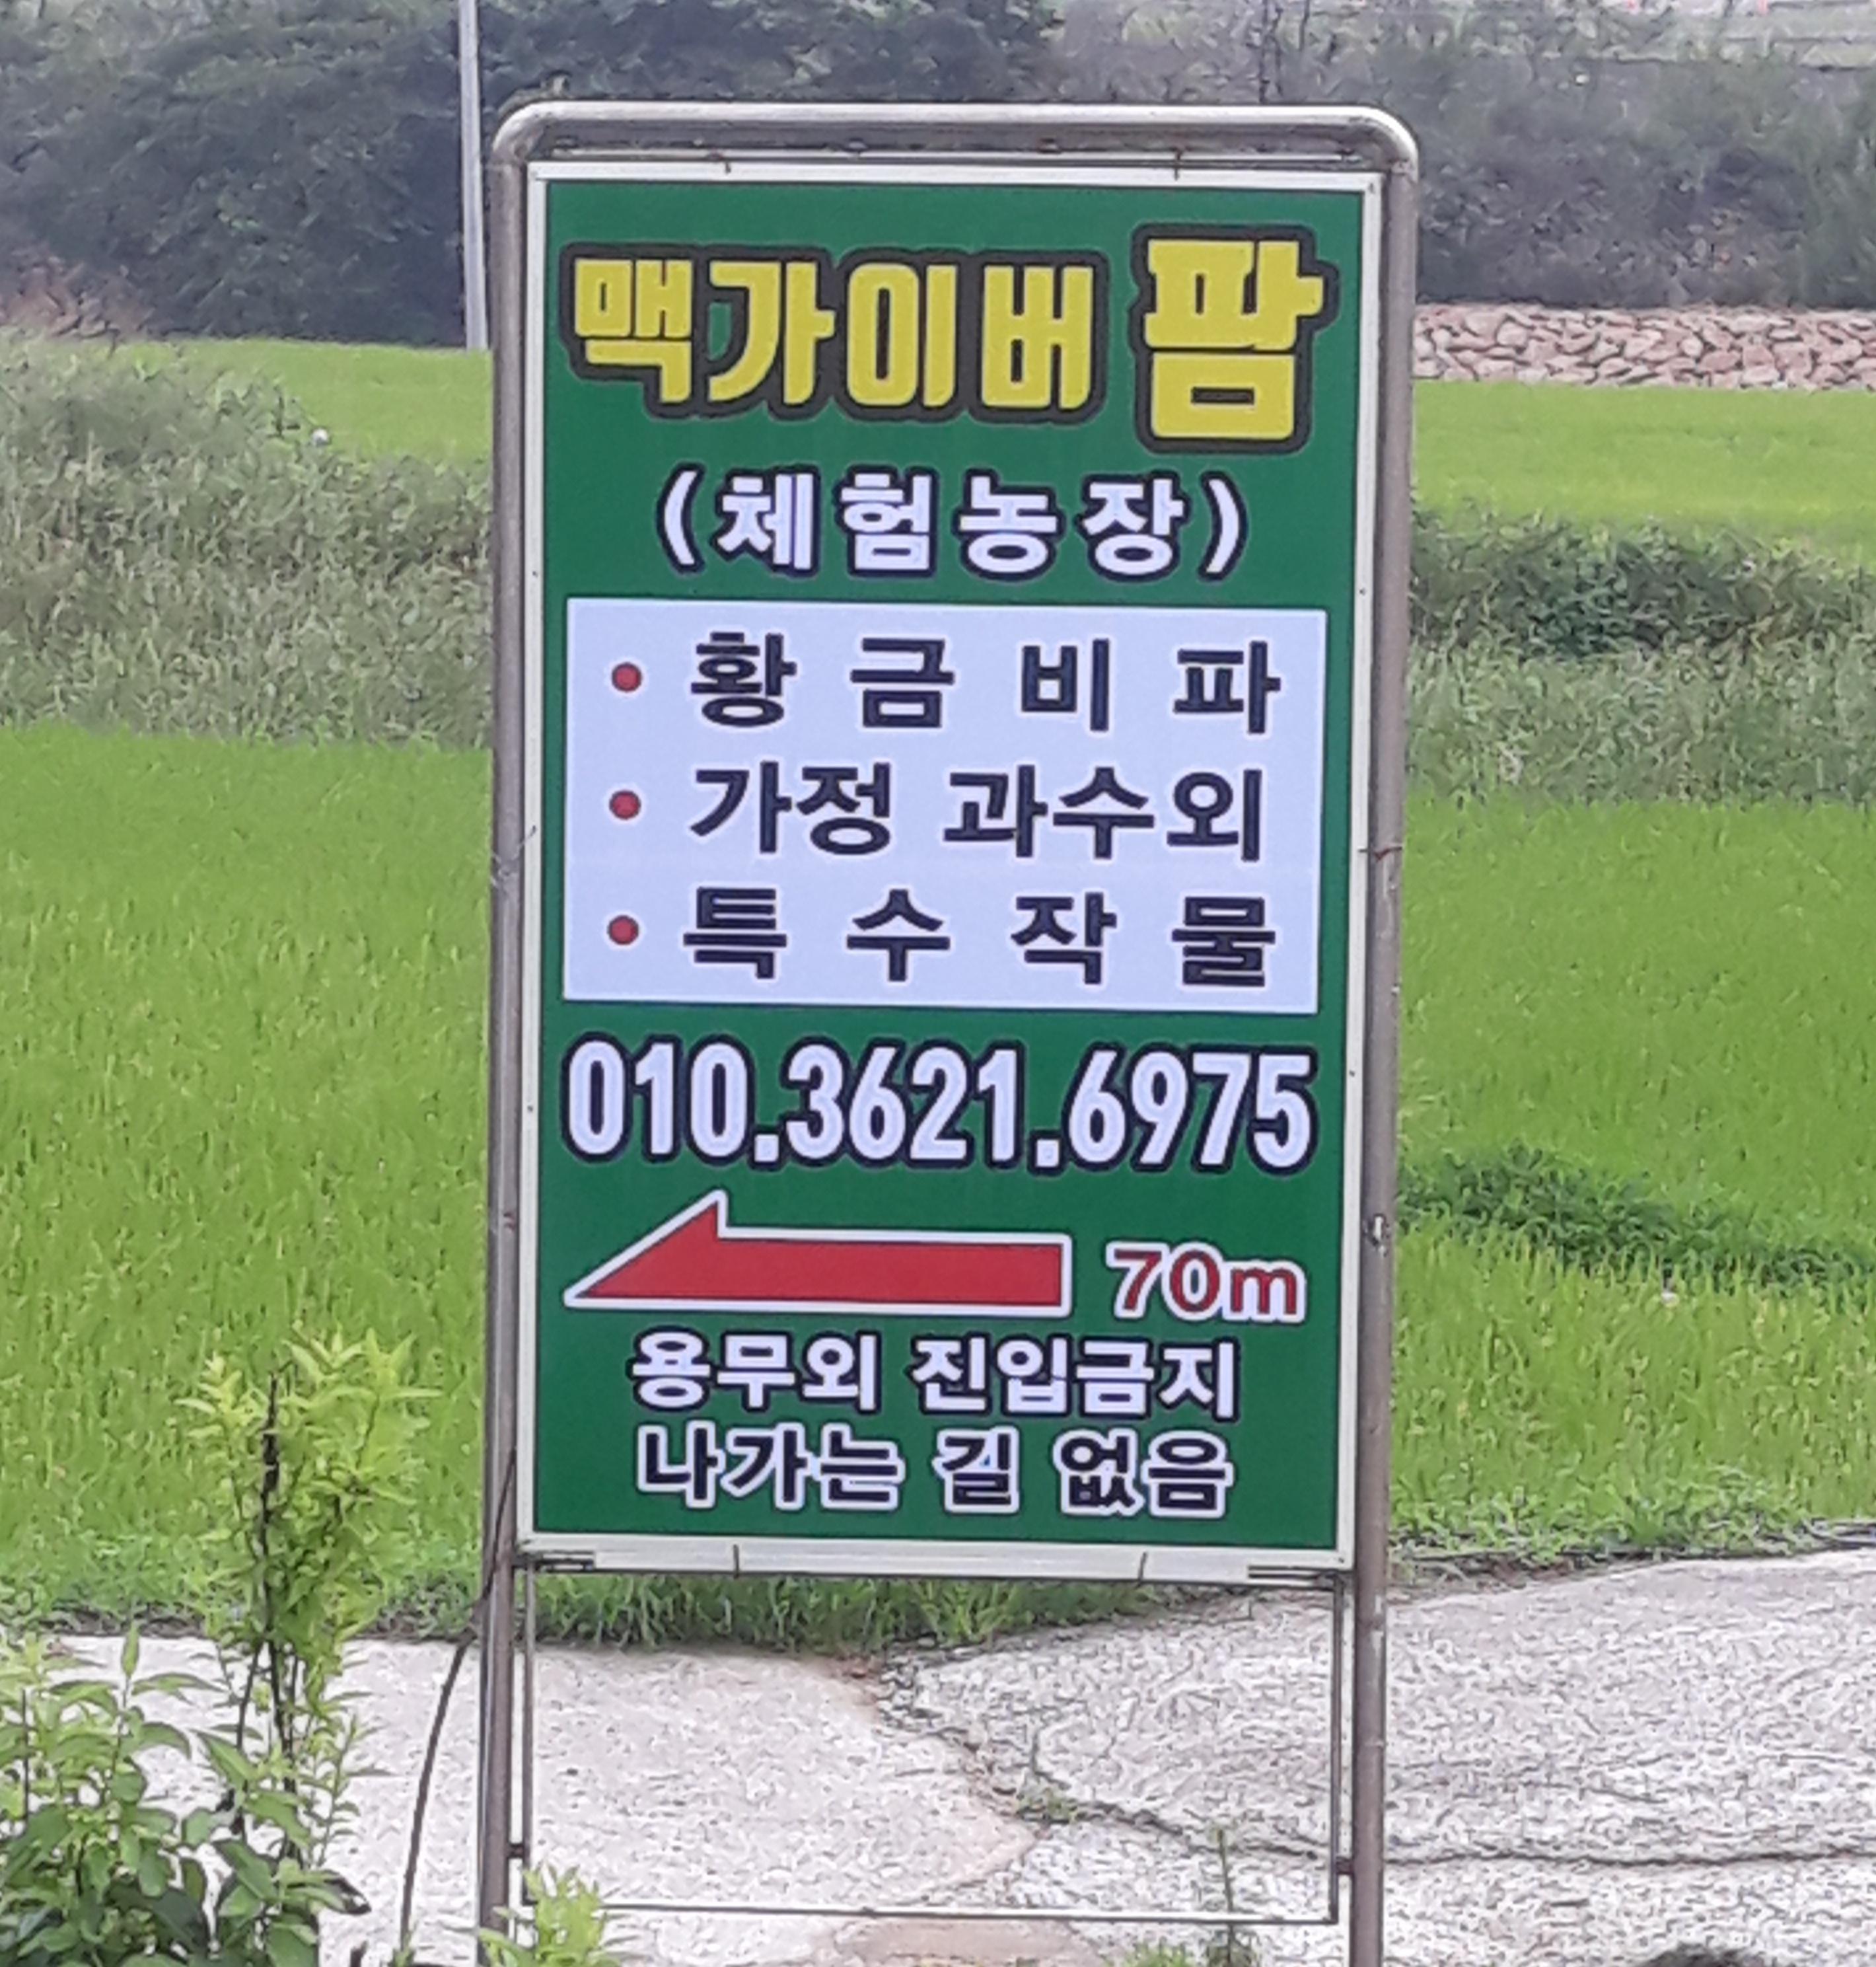 맥가이버 팜
(체험농장)
• 황금비파
• 가정 과수외
• 특수작물
010.3621.6975
70m
용무외 진입금지
나가는 길 없음